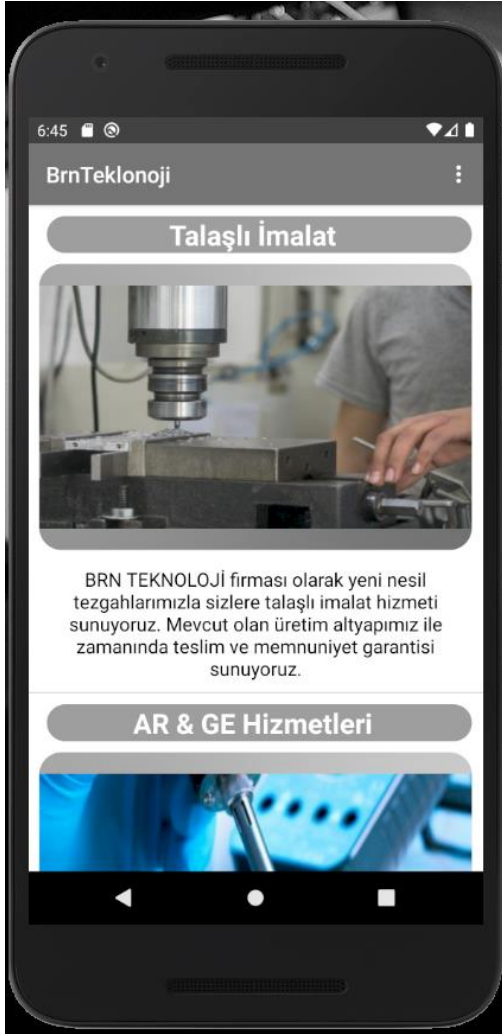 6:45
BrnTeklonoji
Talaşlı İmalat
BRN TEKNOLOJİ firması olarak yeni nesil
tezgahlarımızla sizlere talaşlı imalat hizmeti
sunuyoruz. Mevcut olan üretim altyapımız ile
zamanında teslim ve memnuniyet garantisi
sunuyoruz.
AR & GE Hizmetleri